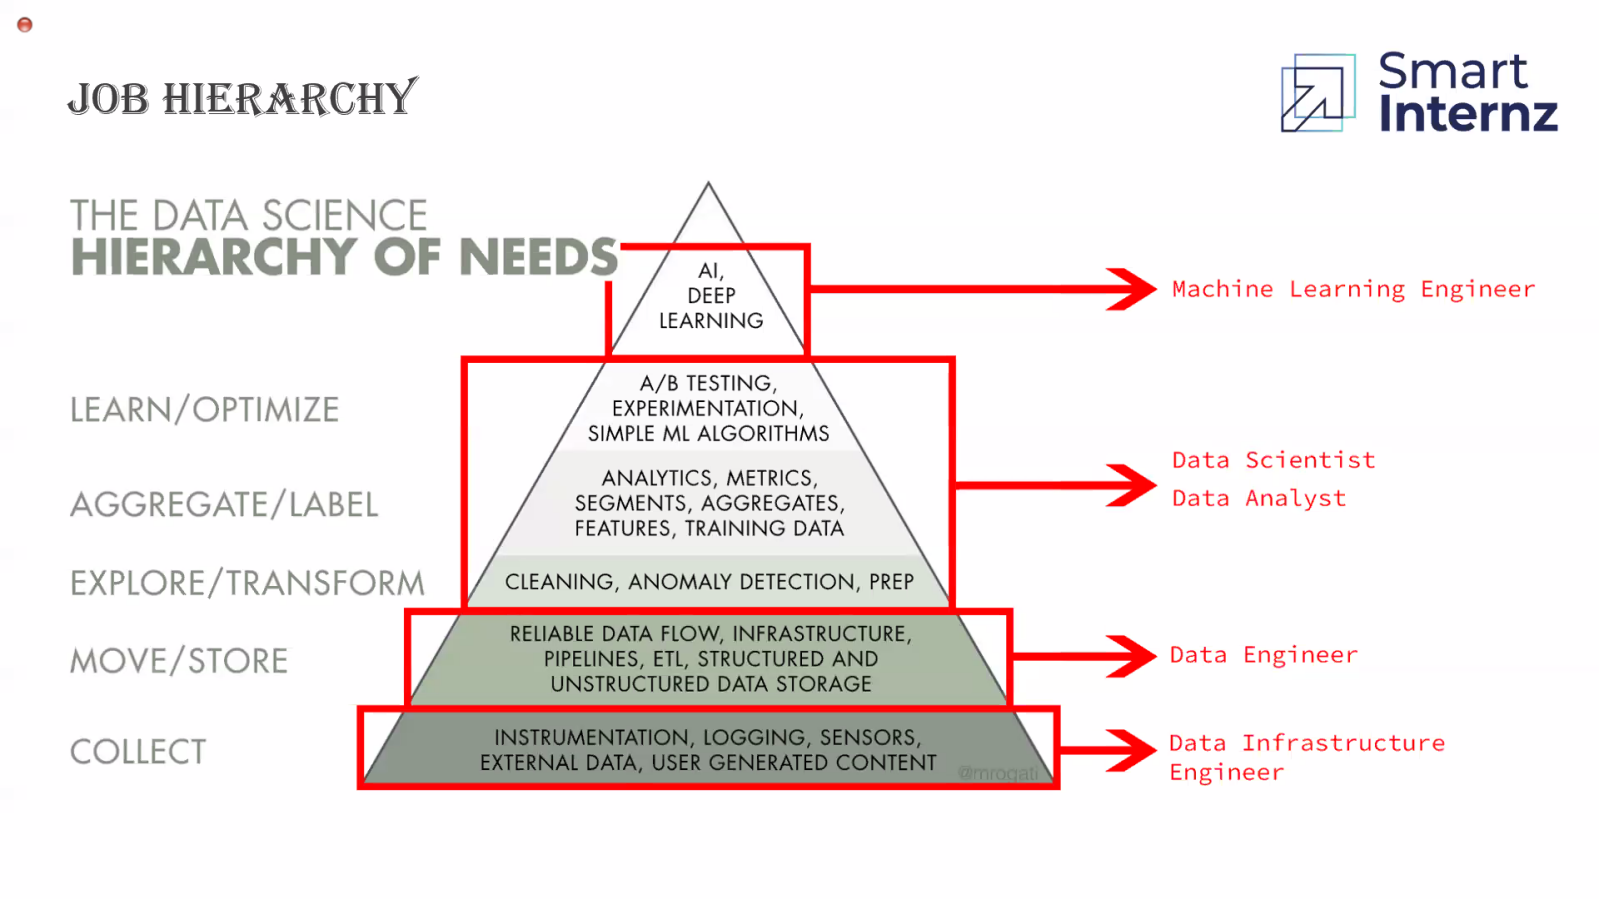 JOB HIERARCHY
Smart
Internz
THE DATA SCIENCE
HIERARCHY OF NEEDS
AI,
DEEP
LEARNING
Machine Learning Engineer
LEARN/OPTIMIZE
A/B TESTING,
EXPERIMENTATION,
SIMPLE ML ALGORITHMS
AGGREGATE/LABEL
ANALYTICS, METRICS,
SEGMENTS, AGGREGATES,
FEATURES, TRAINING DATA
Data Scientist
Data Analyst
EXPLORE/TRANSFORM
CLEANING, ANOMALY DETECTION, PREP
MOVE/STORE
RELIABLE DATA FLOW, INFRASTRUCTURE,
PIPELINES, ETL, STRUCTURED AND
UNSTRUCTURED DATA STORAGE
Data Engineer
COLLECT
INSTRUMENTATION, LOGGING, SENSORS,
EXTERNAL DATA, USER GENERATED CONTENT
@mrogati
Data Infrastructure
Engineer